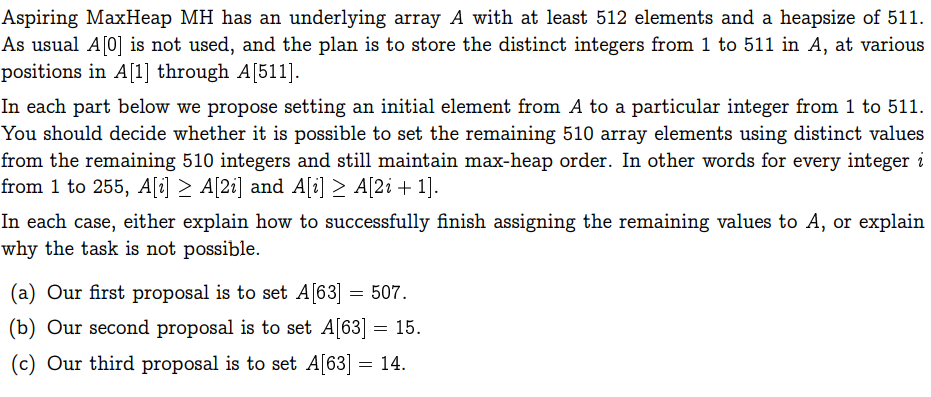 Aspiring MaxHeap MH has an underlying array A with at least 512 elements and a heapsize of 511.
As usual A[0] is not used, and the plan is to store the distinct integers from 1 to 511 in A, at various
positions in A[1] through A[511].
In each part below we propose setting an initial element from A to a particular integer from 1 to 511.
You should decide whether it is possible to set the remaining 510 array elements using distinct values
from the remaining 510 integers and still maintain max-heap order. In other words for every integer i
from 1 to 255, A[i] ≥ A[2i] and A[i] ≥ A[2i + 1].
In each case, either explain how to successfully finish assigning the remaining values to A, or explain
why the task is not possible.
(a) Our first proposal is to set A[63] = 507.
(b) Our second proposal is to set A[63] = 15.
(c) Our third proposal is to set A[63] = 14.